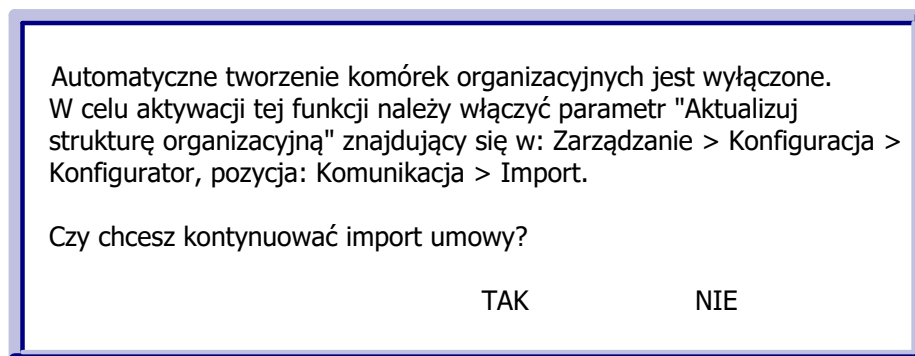 Automatyczne tworzenie komórek organizacyjnych jest wyłączone.
W celu aktywacji tej funkcji należy włączyć parametr "Aktualizuj
strukturę organizacyjną" znajdujący się w: Zarządzanie > Konfiguracja >
Konfigurator, pozycja: Komunikacja > Import.
Czy chcesz kontynuować import umowy?
TAK NIE